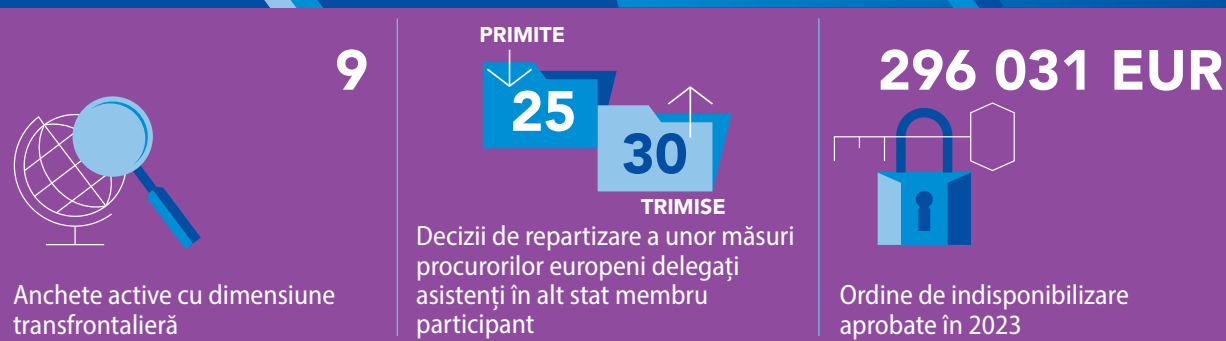 9
Anchete active cu dimensiune
transfrontalieră
PRIMITE
25
30
TRIMISE
Decizii de repartizare a unor măsuri
procurorilor europeni delegați
asistenți în alt stat membru
participant
296 031 EUR
Ordine de indisponibilizare
aprobate în 2023